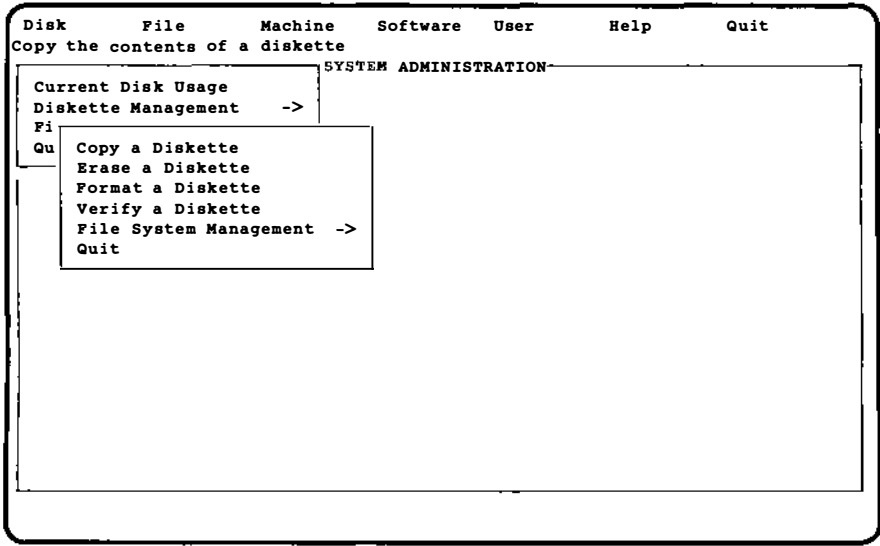 Disk File Machine Software User Help Quit
Copy the contents of a diskette
SYSTEM ADMINISTRATION
Current Disk Usage
Diskette Management ->
Fi
Qu
Copy a Diskette
Erase a Diskette
Format a Diskette
Verify a Diskette
File System Management ->
Quit